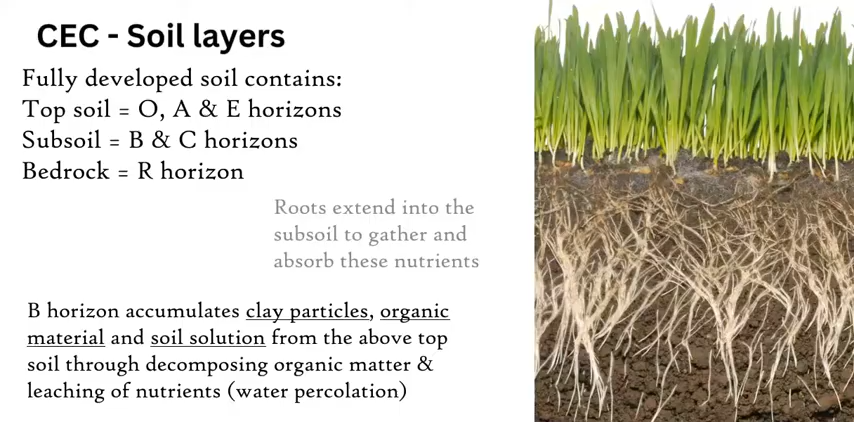 CEC - Soil layers
Fully developed soil contains:
Top soil = O, A & E horizons
Subsoil = B & C horizons
Bedrock = R horizon
Roots extend into the
subsoil to gather and
absorb these nutrients
B horizon accumulates clay particles, organic
material and soil solution from the above top
soil through decomposing organic matter &
leaching of nutrients (water percolation)